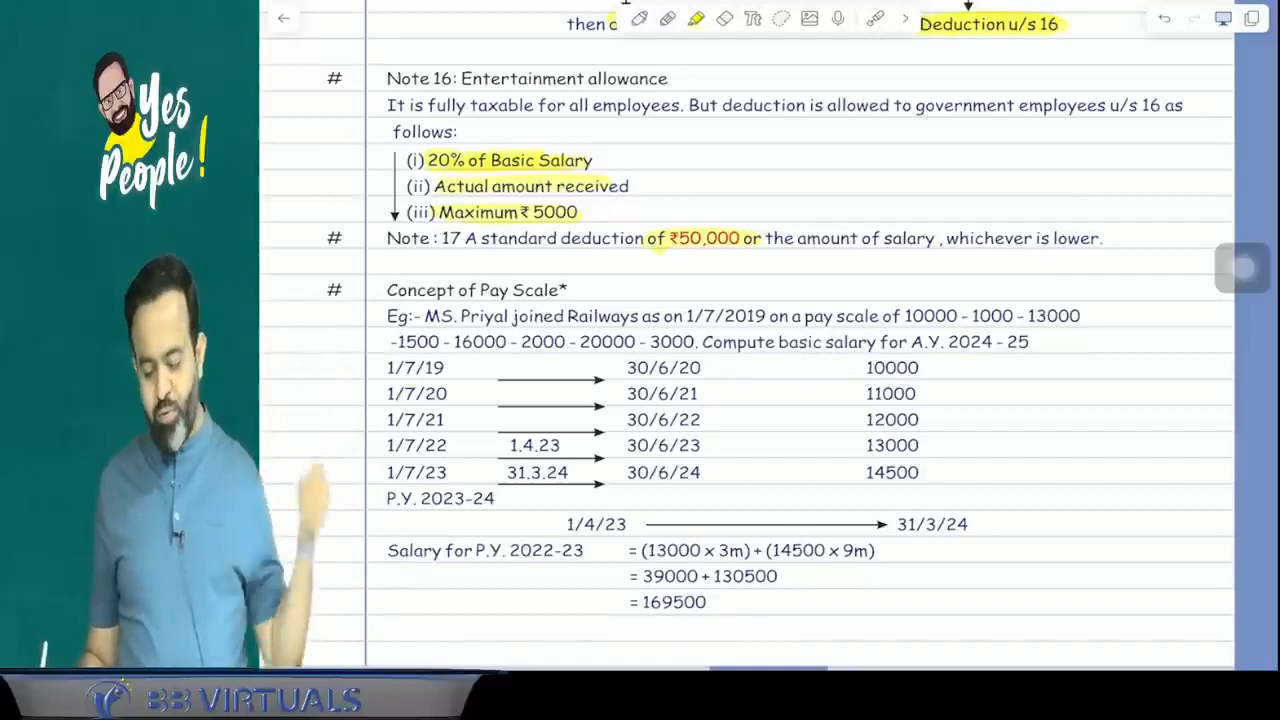 then
Deduction u/s 16
# Note 16: Entertainment allowance
It is fully taxable for all employees. But deduction is allowed to government employees u/s 16 as
follows:
(i) 20% of Basic Salary
(ii) Actual amount received
(iii) Maximum ₹ 5000
# Note : 17 A standard deduction of ₹50,000 or the amount of salary , whichever is lower.
# Concept of Pay Scale*
Eg:- MS. Priyal joined Railways as on 1/7/2019 on a pay scale of 10000 - 1000 - 13000
-1500 - 16000 - 2000 - 20000 - 3000. Compute basic salary for A.Y. 2024 - 25
1/7/19 30/6/20 10000
1/7/20 30/6/21 11000
1/7/21 30/6/22 12000
1/7/22 1.4.23 30/6/23 13000
1/7/23 31.3.24 30/6/24 14500
P.Y. 2023-24
1/4/23 31/3/24
Salary for P.Y. 2022-23 = (13000 x 3m) + (14500 x 9m)
= 39000 + 130500
= 169500
Yes
People!
BB VIRTUALS